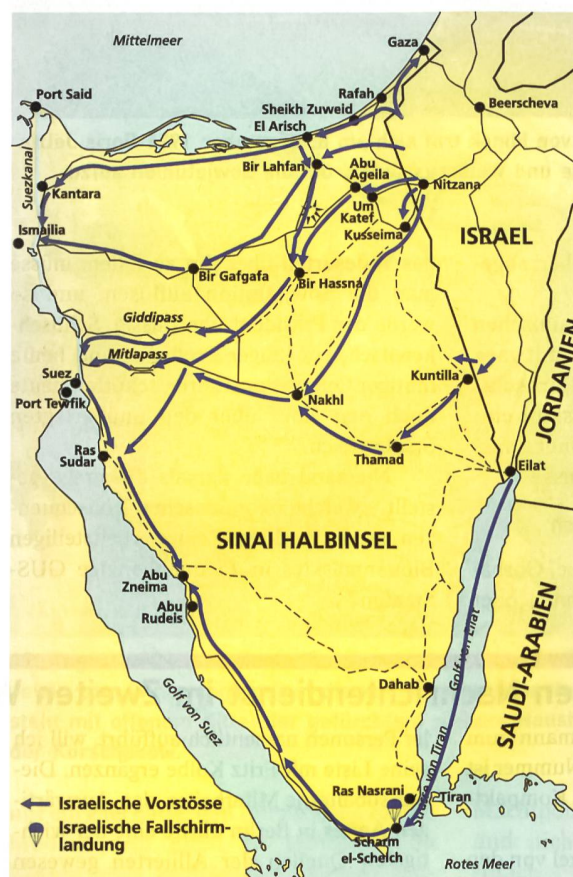 Mittelmeer
Gaza
Port Said
Rafah
Sheikh Zuweid
El Arisch
Beerscheva
Suezkanal
Bir Lahfan
Abu
Ageila
Nitzana
Kantara
Um
Katef
Kusseima
ISRAEL
Ismailia
Bir Gafgafa
Bir Hassna
Giddipass
Mitlapass
Suez
Port Tewfik
Kuntilla
Nakhl
JORDANIEN
Ras
Sudar
Thamad
Eilat
SINAI HALBINSEL
Abu
Zneima
Abu
Rudeis
SAUDI-ARABIEN
Golf von Eilat
Dahab
Golf von Suez
Strasse von Tiran
Ras Nasrani
Tiran
Israelische Vorstösse
Israelische Fallschirm-
landung
Scharm
el-Scheich
Rotes Meer